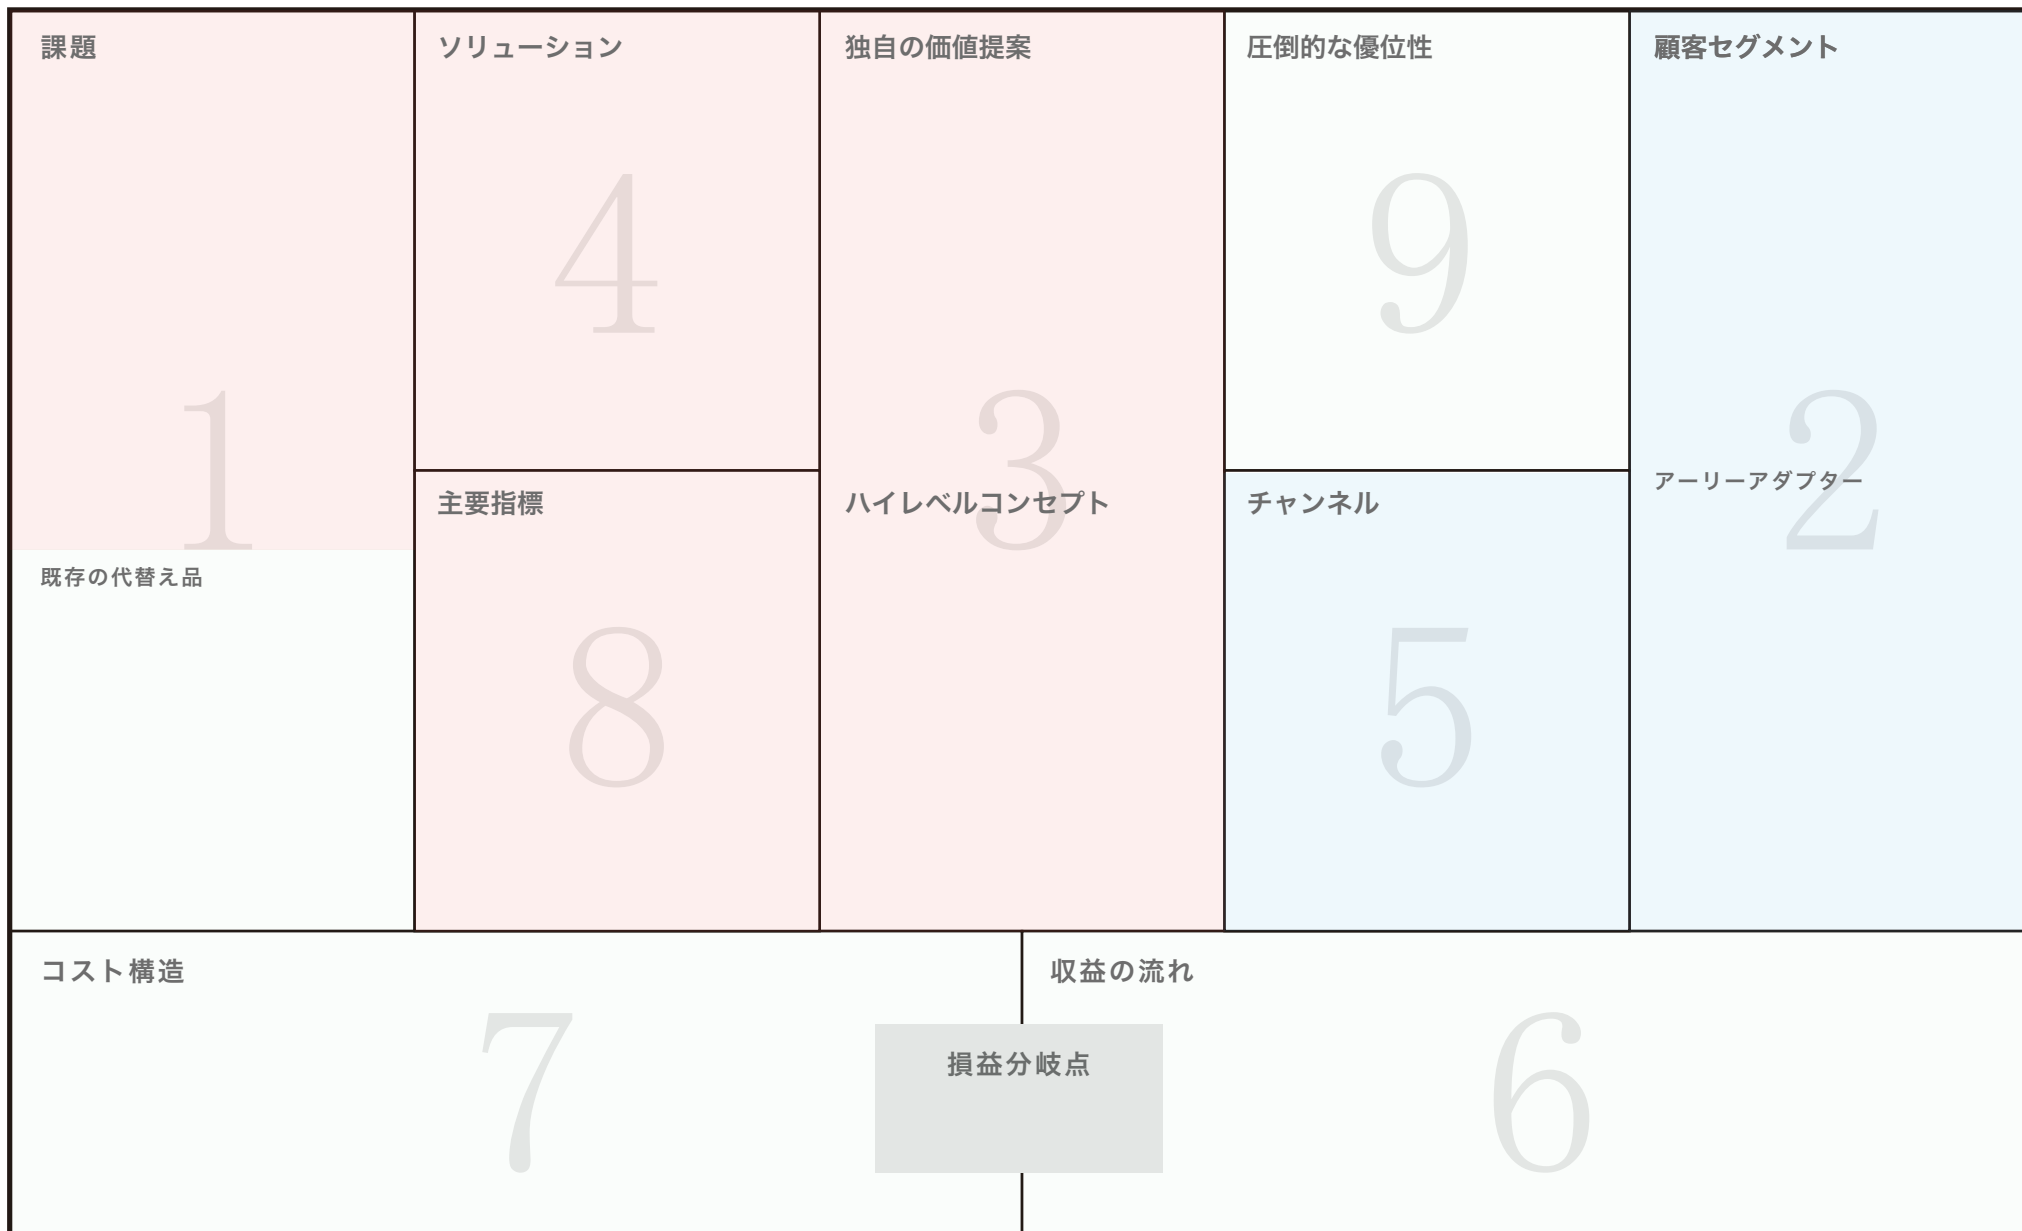 課題
1
既存の代替え品
ソリューション
4
主要指標
8
独自の価値提案
3
ハイレベルコンセプト
圧倒的な優位性
9
チャンネル
5
顧客セグメント
アーリーアダプター
2
コスト構造
7
損益分岐点
収益の流れ
6